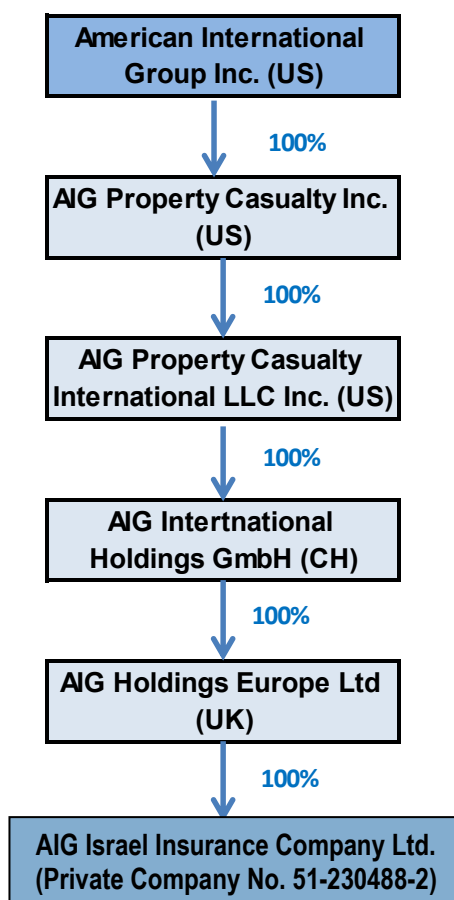 American International
Group Inc. (US)
100%
AIG Property Casualty Inc.
(US)
100%
AIG Property Casualty
International LLC Inc. (US)
100%
AIG Intertnational
Holdings GmbH (CH)
100%
AIG Holdings Europe Ltd
(UK)
100%
AIG Israel Insurance Company Ltd.
(Private Company No. 51-230488-2)